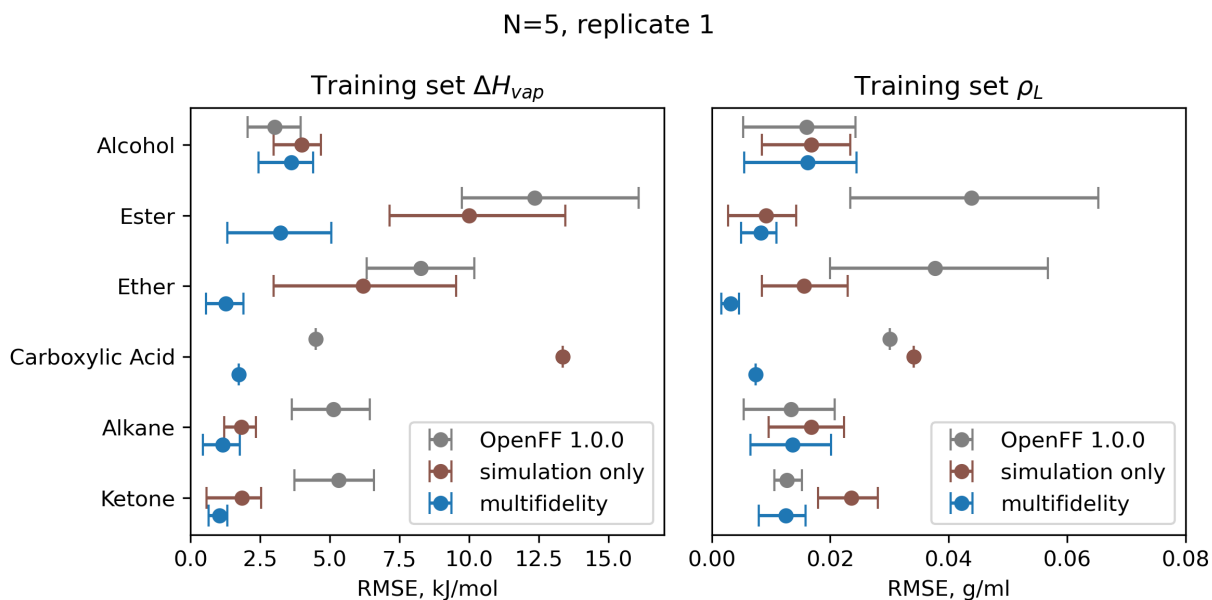 N=5, replicate 1
Training set ΔH_vap
Alcohol
Ester
Ether
Carboxylic Acid
Alkane
Ketone
OpenFF 1.0.0
simulation only
multifidelity
0.0 2.5 5.0 7.5 10.0 12.5 15.0
RMSE, kJ/mol
Training set ρ_L
OpenFF 1.0.0
simulation only
multifidelity
0.00 0.02 0.04 0.06 0.08
RMSE, g/ml